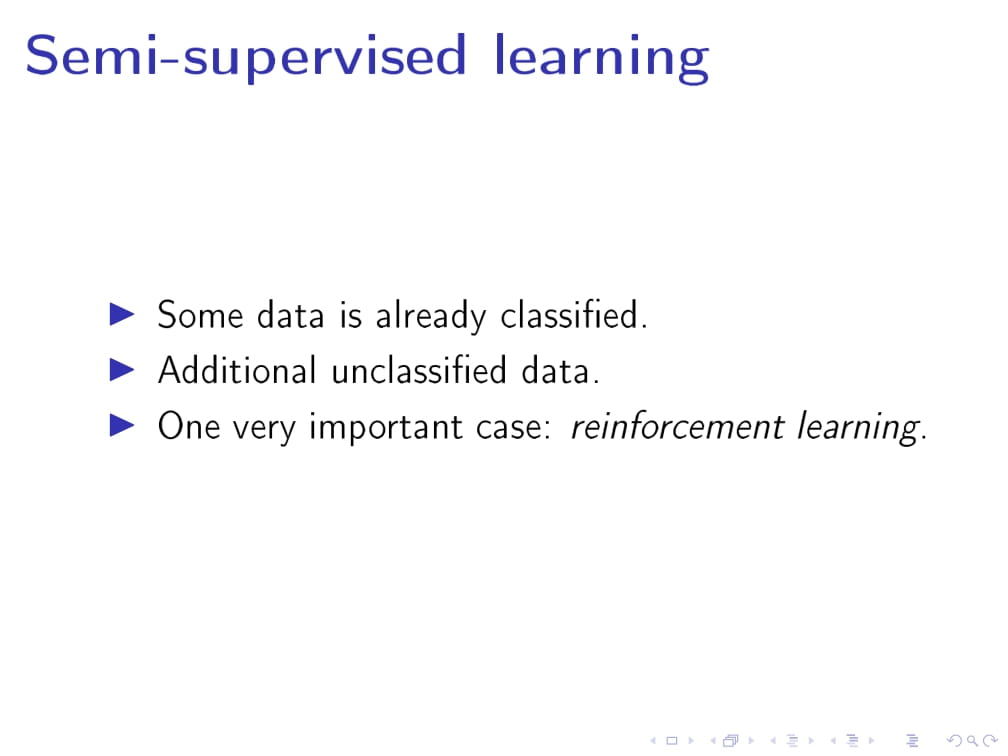 Semi-supervised learning
Some data is already classified.
Additional unclassified data.
One very important case: reinforcement learning.